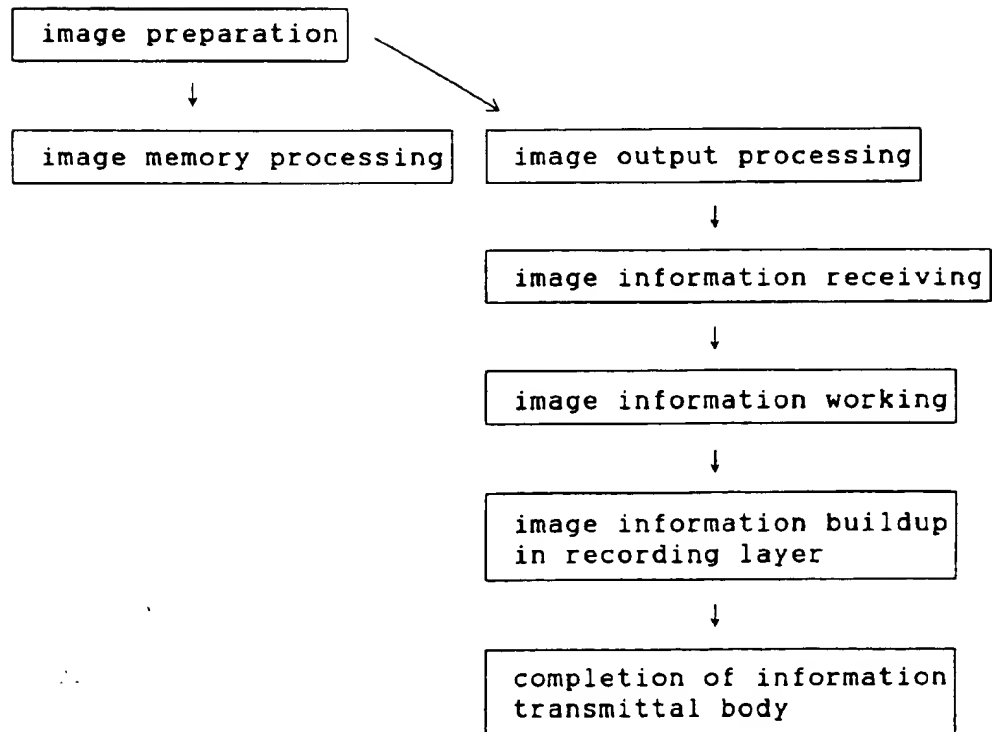 image preparation
image memory processing
image output processing
image information receiving
image information working
image information buildup
in recording layer
completion of information
transmittal body